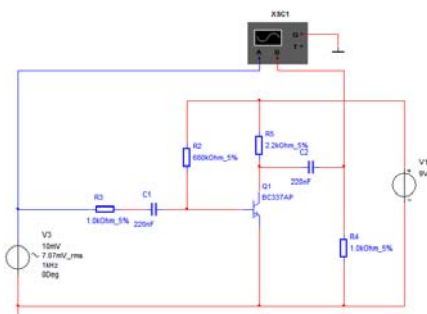 XSC1
G
T
A
B
R2
680kOhm_5%
R5
2.2kOhm_5%
C2
220nF
V1
9V
R3
1.0kOhm_5%
C1
220nF
Q1
BC337AP
V3
10mV
7.07mV_rms
1kHz
0Deg
R4
1.0kOhm_5%